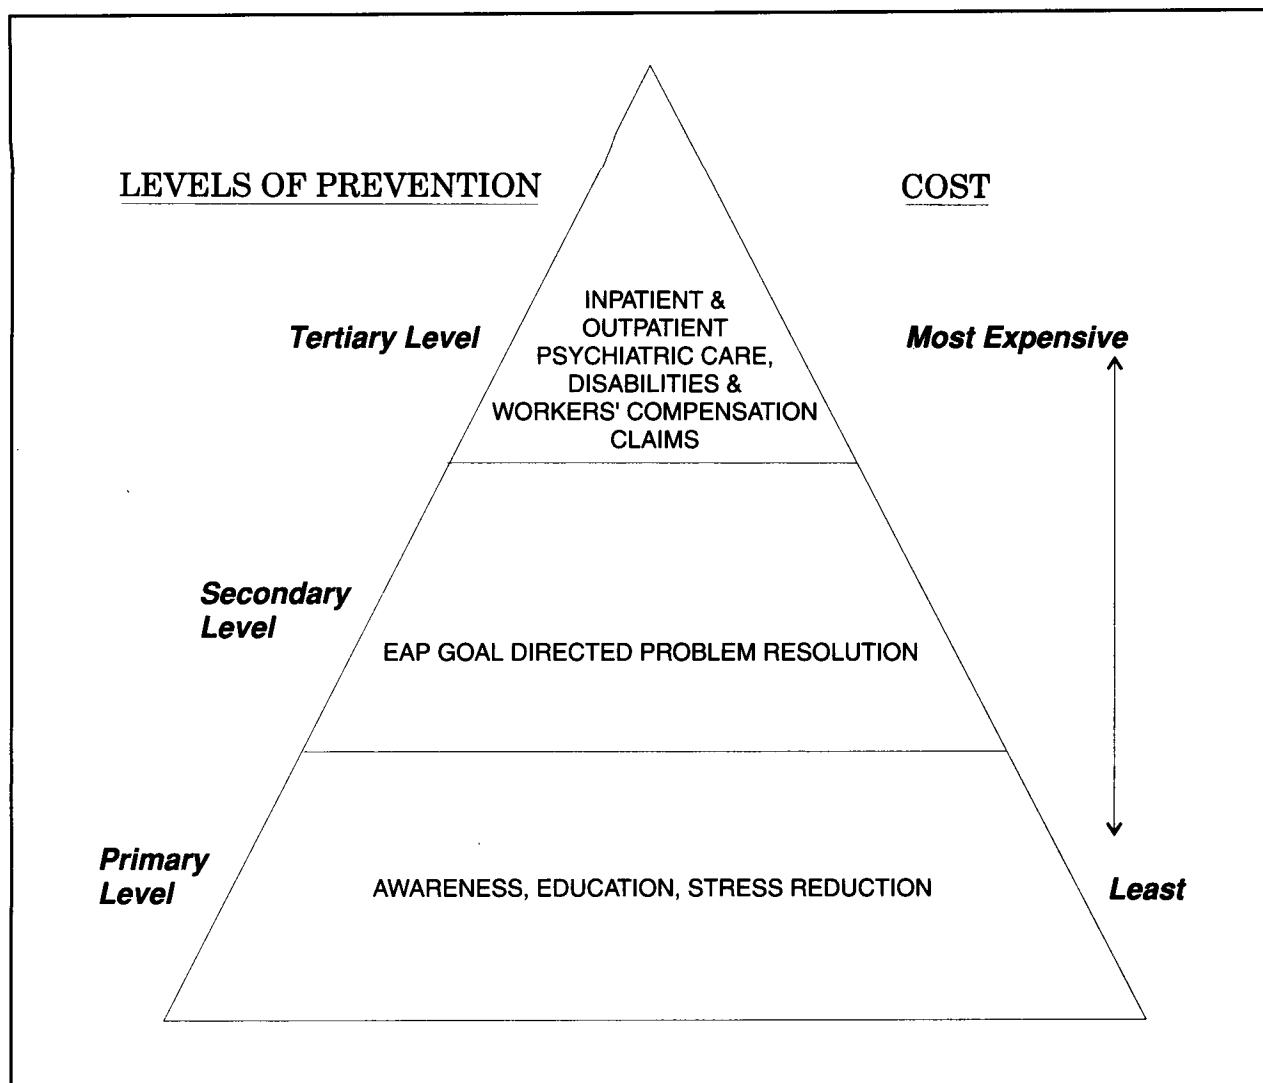 LEVELS OF PREVENTION
COST
Tertiary Level
INPATIENT &
OUTPATIENT
PSYCHIATRIC CARE,
DISABILITIES &
WORKERS' COMPENSATION
CLAIMS
Most Expensive
Secondary
Level
EAP GOAL DIRECTED PROBLEM RESOLUTION
Primary
Level
AWARENESS, EDUCATION, STRESS REDUCTION
Least